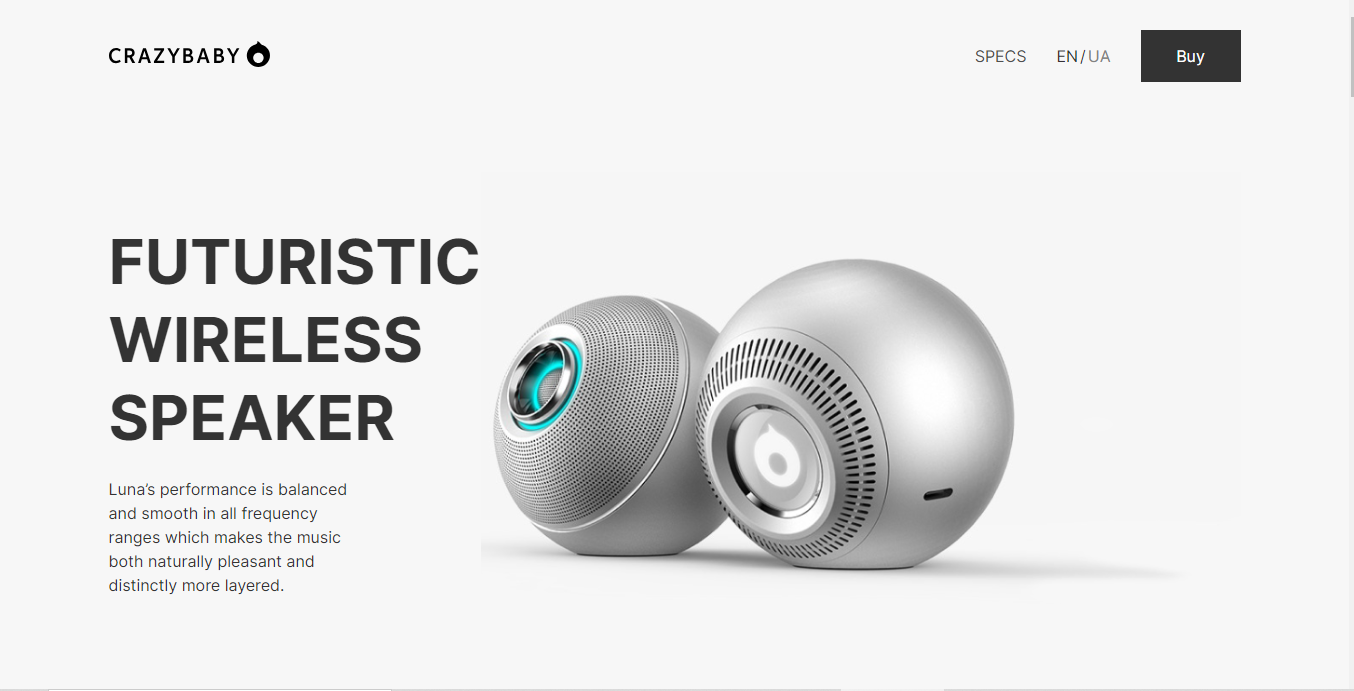 CRAZYBABY
SPECS
EN/UA
Buy
FUTURISTIC
WIRELESS
SPEAKER
Luna’s performance is balanced
and smooth in all frequency
ranges which makes the music
both naturally pleasant and
distinctly more layered.